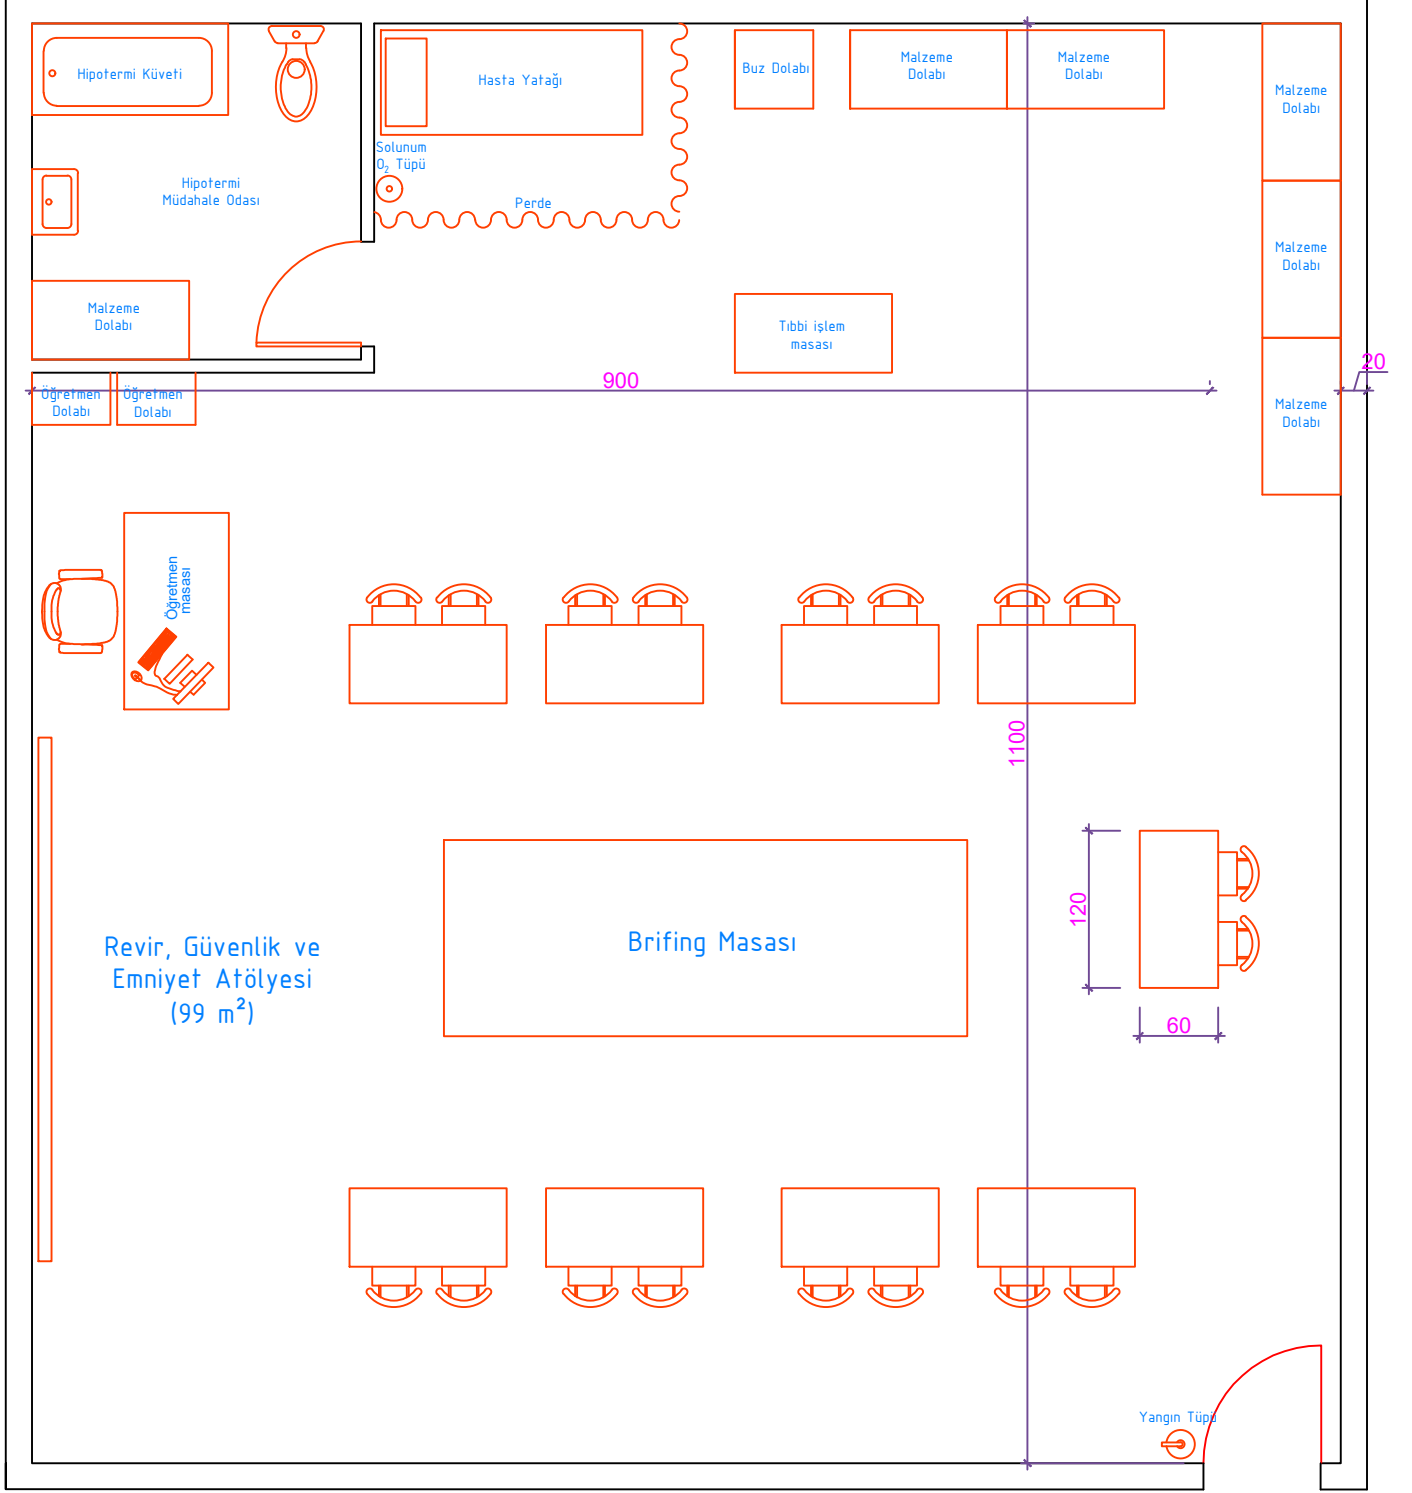 Hipotermi Küveti
Hasta Yatağı
Buz Dolabı
Malzeme
Dolabı
Malzeme
Dolabı
Malzeme
Dolabı
Solunum
O₂ Tüpü
Hipotermi
Müdahale Odası
Perde
Malzeme
Dolabı
Malzeme
Dolabı
Tıbbi işlem
masası
20
900
Öğretmen
Dolabı
Öğretmen
Dolabı
Malzeme
Dolabı
Öğretmen
masası
1100
120
Revir, Güvenlik ve
Emniyet Atölyesi
(99 m²)
Brifing Masası
60
Yangın Tüpü